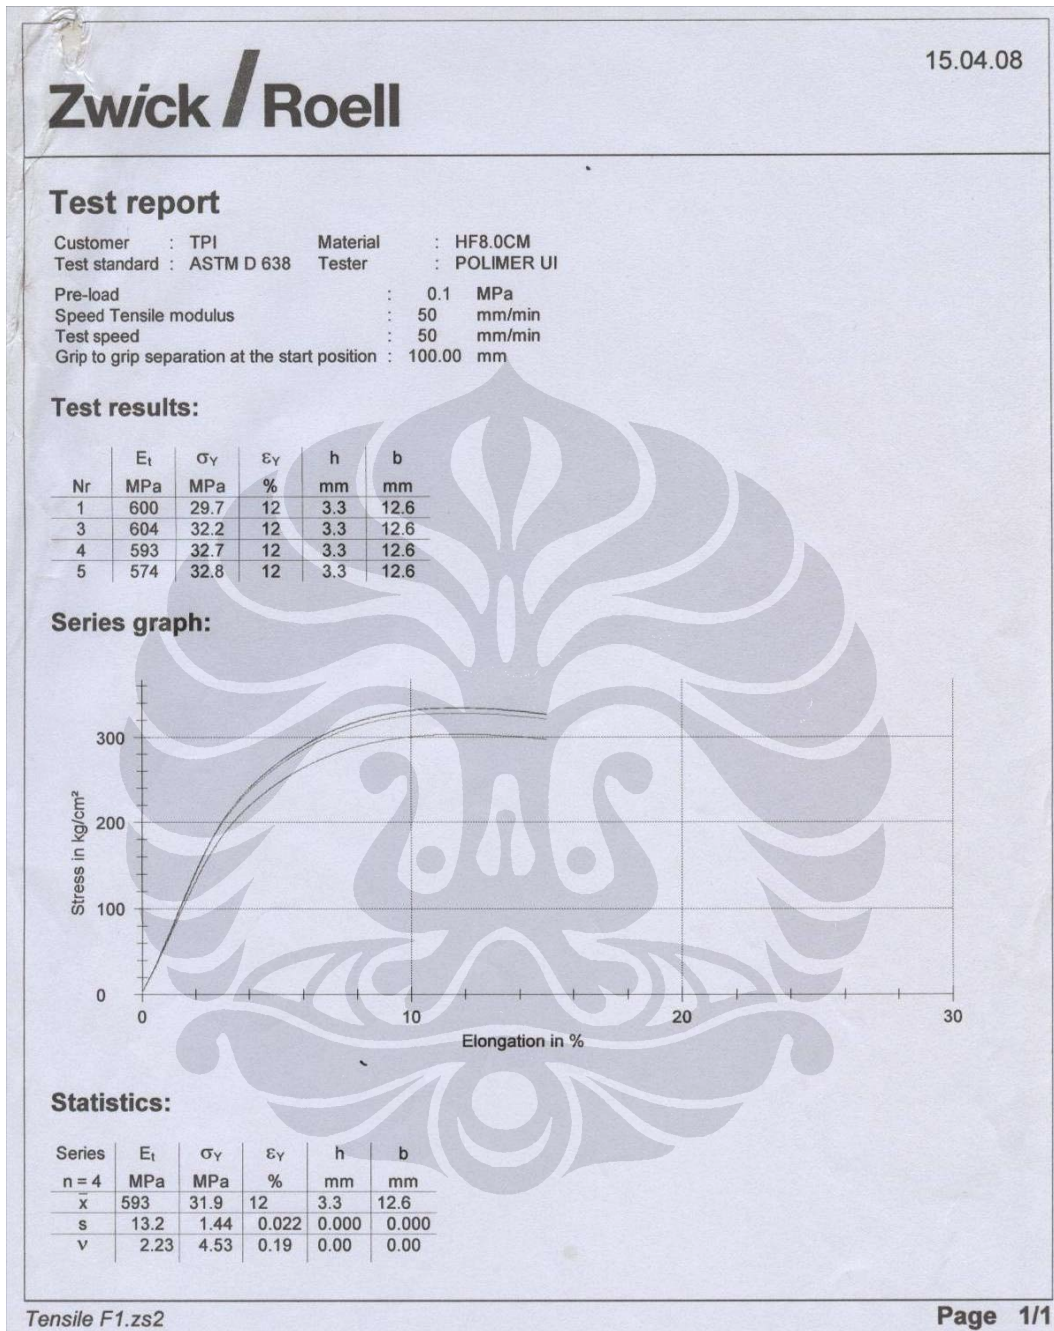 15.04.08
Zwick / Roell
Test report
Customer : TPI Material : HF8.0CM
Test standard : ASTM D 638 Tester : POLIMER UI
Pre-load : 0.1 MPa
Speed Tensile modulus : 50 mm/min
Test speed : 50 mm/min
Grip to grip separation at the start position : 100.00 mm
Test results:
Et σY εY h b
Nr MPa MPa % mm mm
1 600 29.7 12 3.3 12.6
3 604 32.2 12 3.3 12.6
4 593 32.7 12 3.3 12.6
5 574 32.8 12 3.3 12.6
Series graph:
300
200
100
0
Stress in kg/cm²
0 10 20 30
Elongation in %
Statistics:
Series Et σY εY h b
n = 4 MPa MPa % mm mm
x̄ 593 31.9 12 3.3 12.6
s 13.2 1.44 0.022 0.000 0.000
ν 2.23 4.53 0.19 0.00 0.00
Tensile F1.zs2
Page 1/1